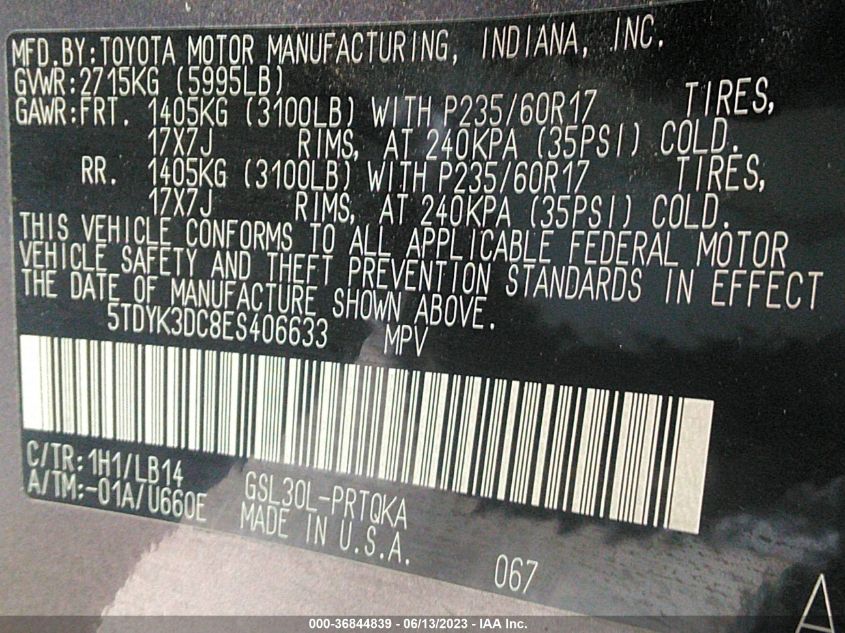 MFD.BY:TOYOTA MOTOR MANUFACTURING, INDIANA, INC.
GVWR:2715KG (5995LB)
GAWR:FRT. 1405KG (3100LB) WITH P235/60R17 TIRES,
17X7J RIMS, AT 240KPA (35PSI) COLD.
RR. 1405KG (3100LB) WITH P235/60R17 TIRES,
17X7J RIMS, AT 240KPA (35PSI) COLD.
THIS VEHICLE CONFORMS TO ALL APPLICABLE FEDERAL MOTOR
VEHICLE SAFETY AND THEFT PREVENTION STANDARDS IN EFFECT
THE DATE OF MANUFACTURE SHOWN ABOVE.
5TDYK3DC8ES406633 MPV
C/TR:1H1/LB14
A/TM:-01A/U660E
GSL30L-PRTQKA
MADE IN U.S.A.
067
A
000-36844839 - 06/13/2023 - IAA Inc.